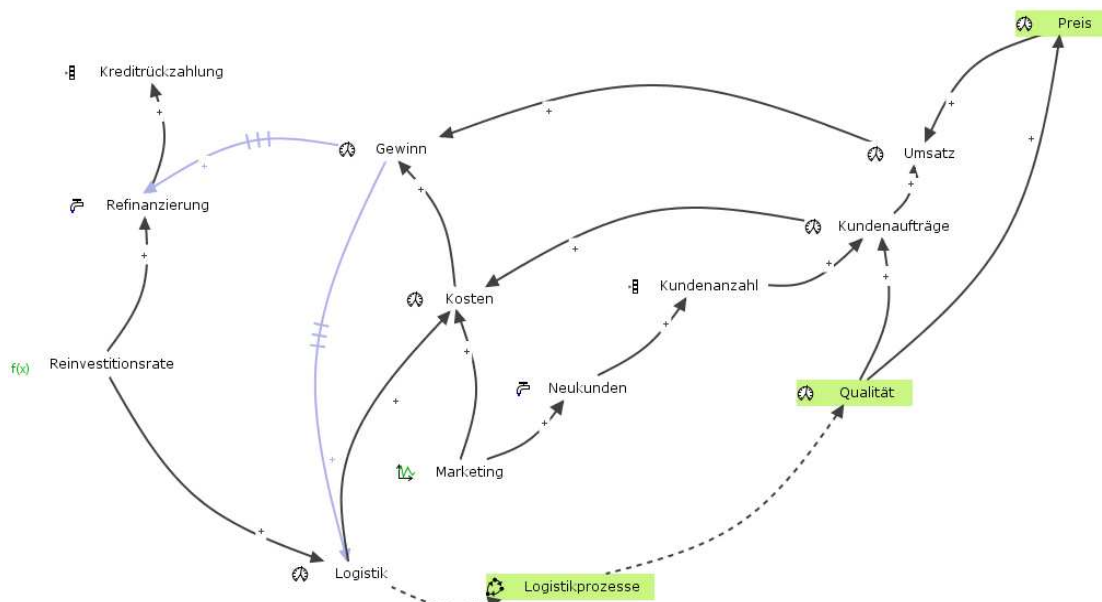 Preis
Kreditrückzahlung
+
+
+
Gewinn
Umsatz
+
+
+
+
Refinanzierung
Kundenaufträge
+
+
+
+
Kundenanzahl
Kosten
+
+
Reinvestitionsrate
f(x)
Neukunden
Qualität
+
+
+
Marketing
+
Logistik
Logistikprozesse